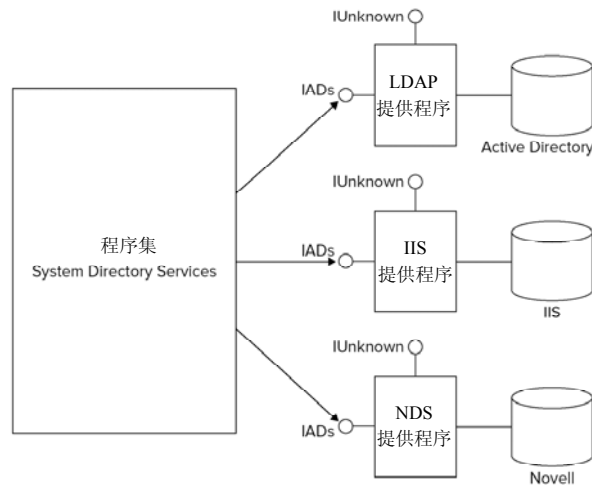 IUnknown
IADs
LDAP
提供程序
Active Directory
程序集
System Directory Services
IUnknown
IADs
IIS
提供程序
IIS
IUnknown
IADs
NDS
提供程序
Novell